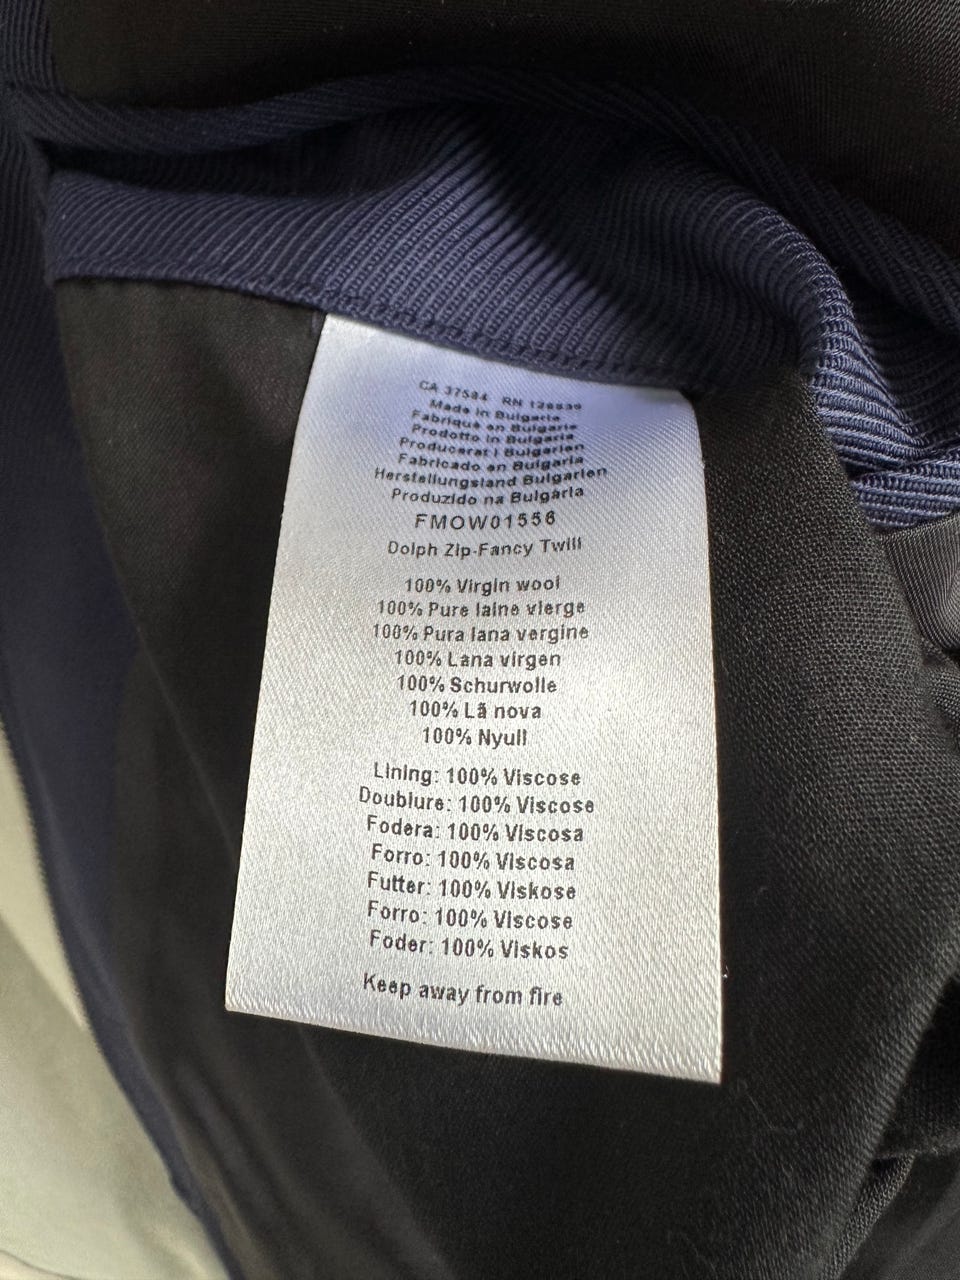 CA 37584 RN 128839
Made in Bulgaria
Fabriqué en Bulgarie
Prodotto in Bulgaria
Producerat i Bulgarien
Fabricado en Bulgaria
Herstellungsland Bulgarien
Produzido na Bulgária
FMOW01556
Dolph Zip-Fancy Twill
100% Virgin wool
100% Pure laine vierge
100% Pura lana vergine
100% Lana virgen
100% Schurwolle
100% Lã nova
100% Nyull
Lining: 100% Viscose
Doublure: 100% Viscose
Fodera: 100% Viscosa
Forro: 100% Viscosa
Futter: 100% Viskose
Forro: 100% Viscose
Foder: 100% Viskos
Keep away from fire